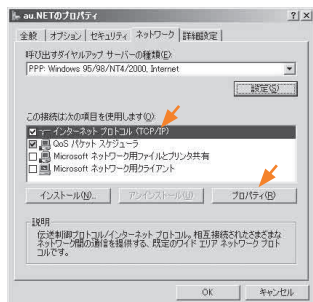 au.NETのプロパティ
全般 オプション セキュリティ ネットワーク 詳細設定
呼び出すダイヤルアップ サーバーの種類(E)
PPP: Windows 95/98/NT4/2000, Internet
設定(S)
この接続は次の項目を使用します(O)
インターネット プロトコル (TCP/IP)
QoS パケット スケジューラ
Microsoft ネットワーク用ファイルとプリンタ共有
Microsoft ネットワーク用クライアント
インストール(N)... アンインストール(U) プロパティ(R)
説明
伝送制御プロトコル/インターネット プロトコル。相互接続されたさまざまな
ネットワーク間の通信を提供する、既定のワイド エリア ネットワーク プロト
コルです。
OK キャンセル